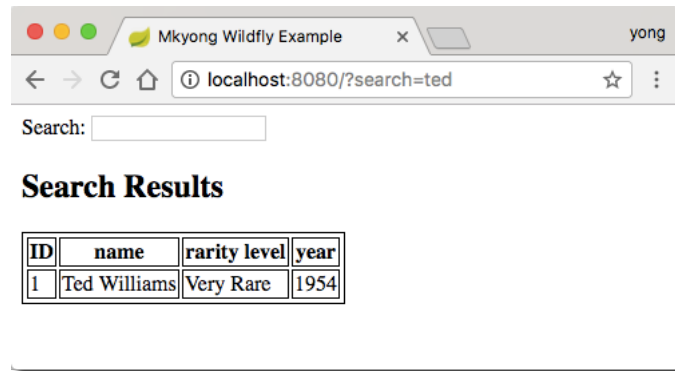 Mkyong Wildfly Example
yong
localhost:8080/?search=ted
Search:
Search Results
ID name rarity level year
1 Ted Williams Very Rare 1954